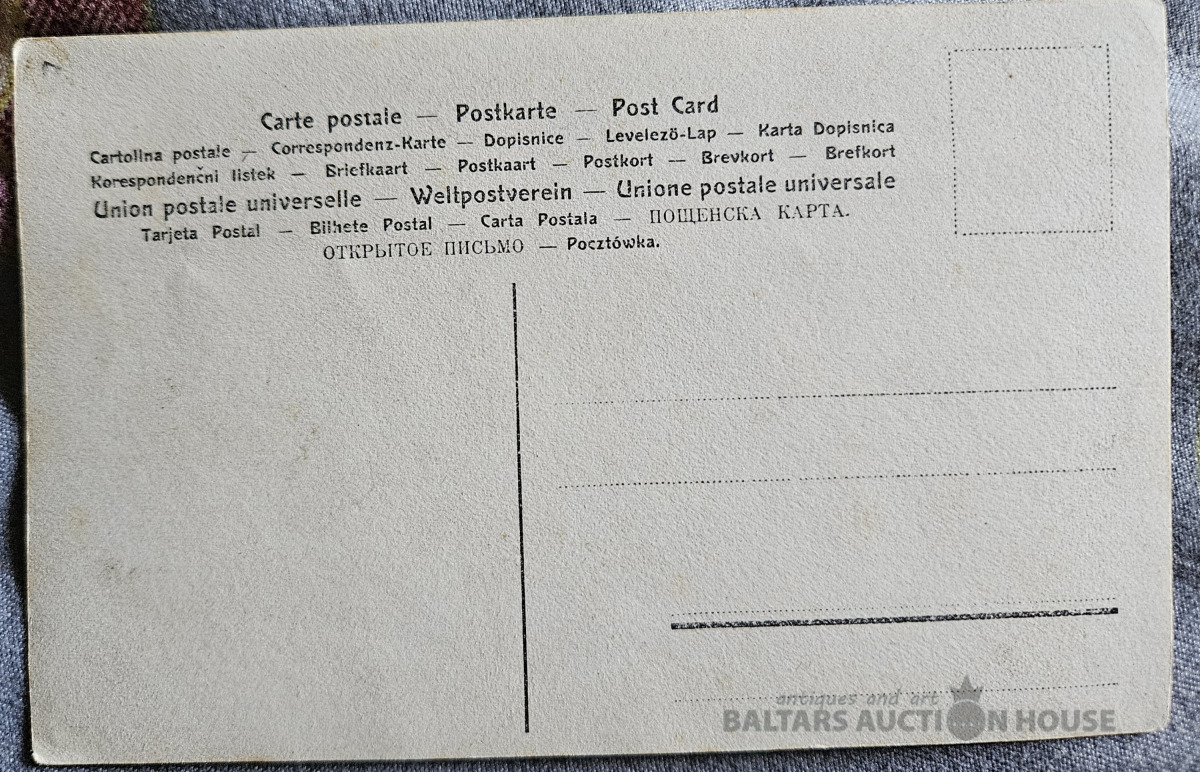 Carte postale — Postkarte — Post Card
Cartolina postale — Correspondenz-Karte — Dopisnice — Levelezö-Lap — Karta Dopisnica
Korespondenčni listek — Briefkaart — Postkaart — Postkort — Brevkort — Brefkort
Union postale universelle — Weltpostverein — Unione postale universale
Tarjeta Postal — Bilhete Postal — Carta Postala — ПОЩЕНСКА КАРТА.
ОТКРЫТОЕ ПИСЬМО — Pocztówka.
antiques and art
BALTARS AUCTION HOUSE